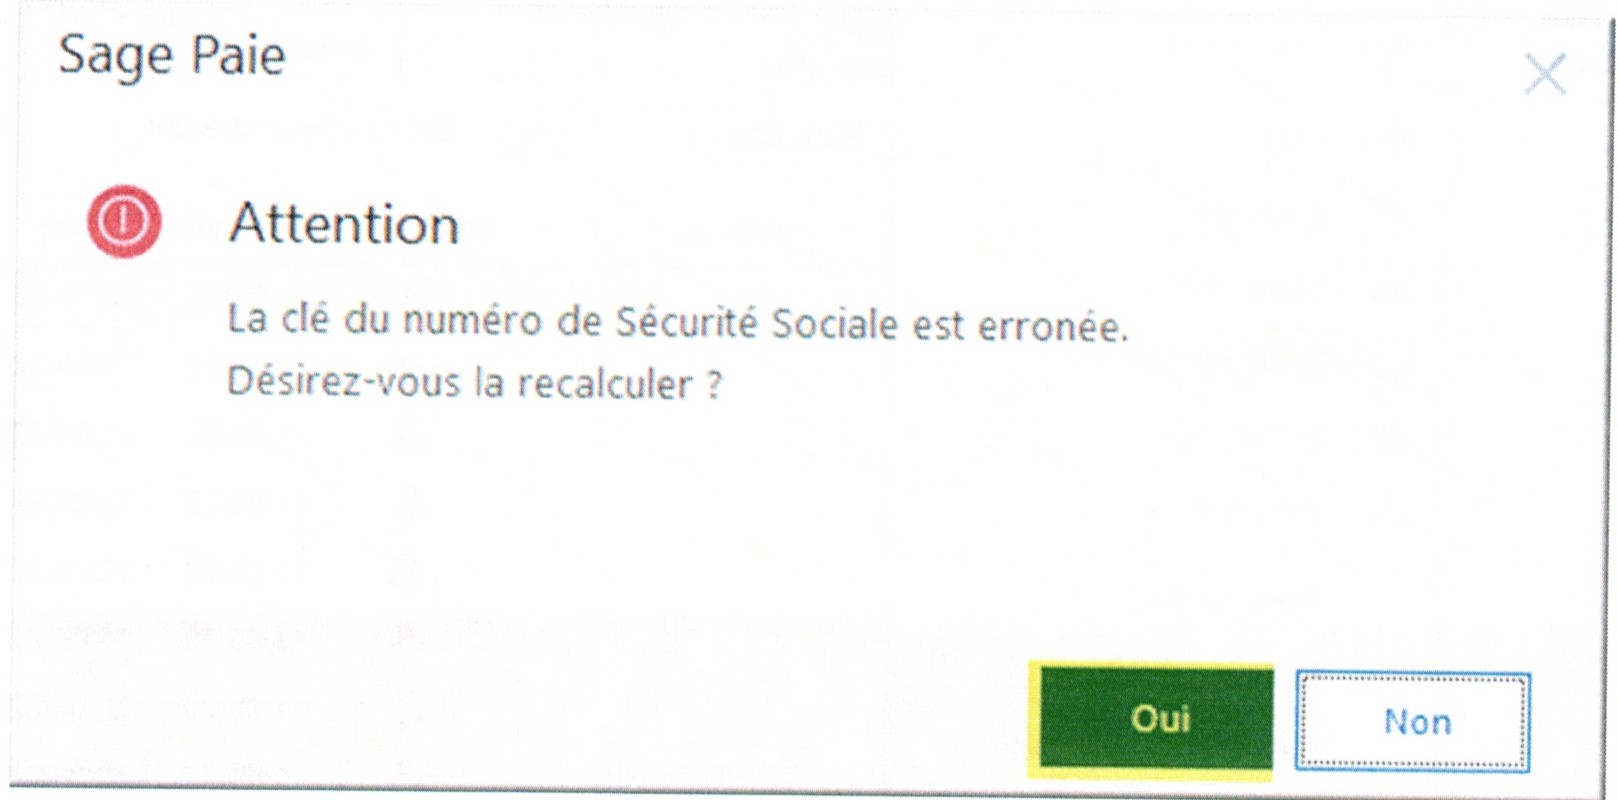 Sage Paie
Attention
La clé du numéro de Sécurité Sociale est erronée.
Désirez-vous la recalculer ?
Oui
Non